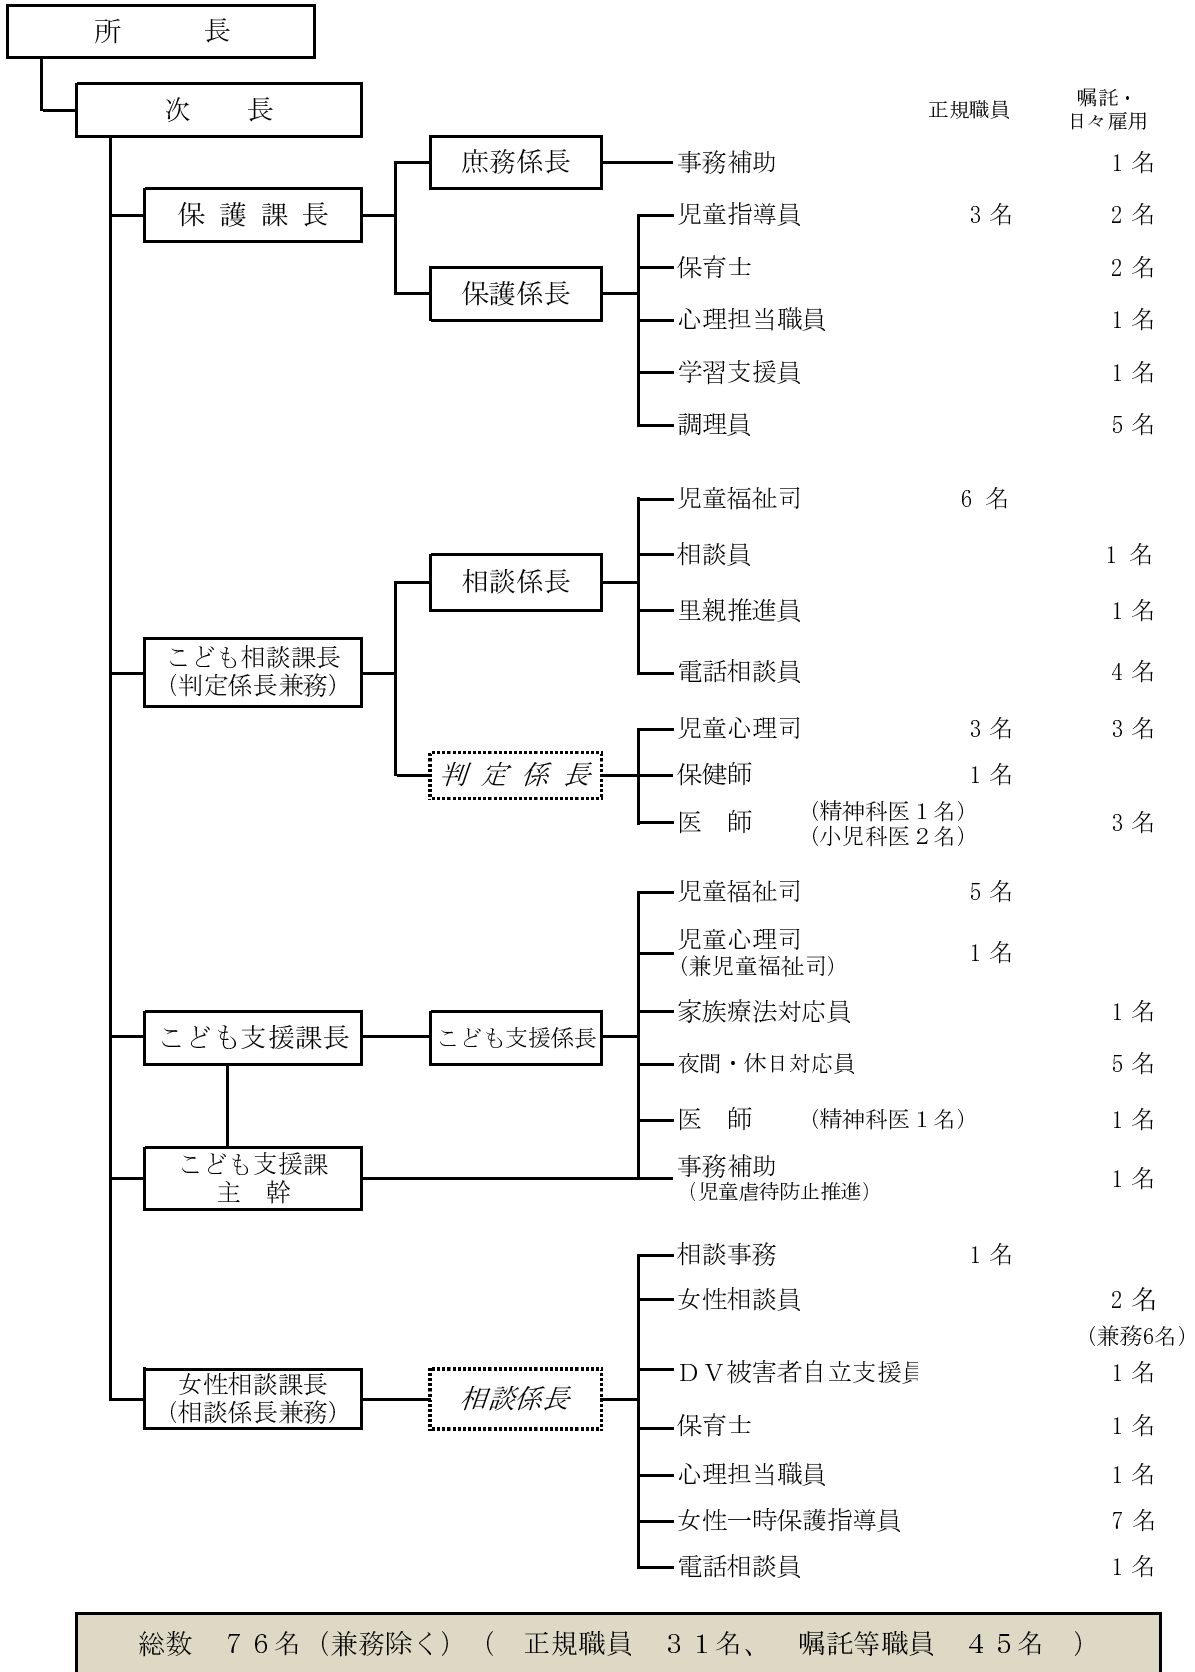 所　長
次　長
正規職員
嘱託・
日々雇用
庶務係長 事務補助 1 名
保 護 課 長
児童指導員 3 名 2 名
保育士 2 名
保護係長
心理担当職員 1 名
学習支援員 1 名
調理員 5 名
児童福祉司 6 名
相談員 1 名
相談係長
里親推進員 1 名
こども相談課長
(判定係長兼務)
電話相談員 4 名
児童心理司 3 名 3 名
判 定 係 長
保健師 1 名
医　師 (精神科医１名)
(小児科医２名) 3 名
児童福祉司 5 名
児童心理司
(兼児童福祉司) 1 名
家族療法対応員 1 名
こども支援課長 こども支援係長
夜間・休日対応員 5 名
医　師 (精神科医１名) 1 名
こども支援課
主　幹
事務補助
(児童虐待防止推進) 1 名
相談事務 1 名
女性相談員 2 名
(兼務6名)
女性相談課長
(相談係長兼務)
相談係長
ＤＶ被害者自立支援員 1 名
保育士 1 名
心理担当職員 1 名
女性一時保護指導員 7 名
電話相談員 1 名
総数　７６名（兼務除く）（　正規職員　３１名、　嘱託等職員　４５名　）